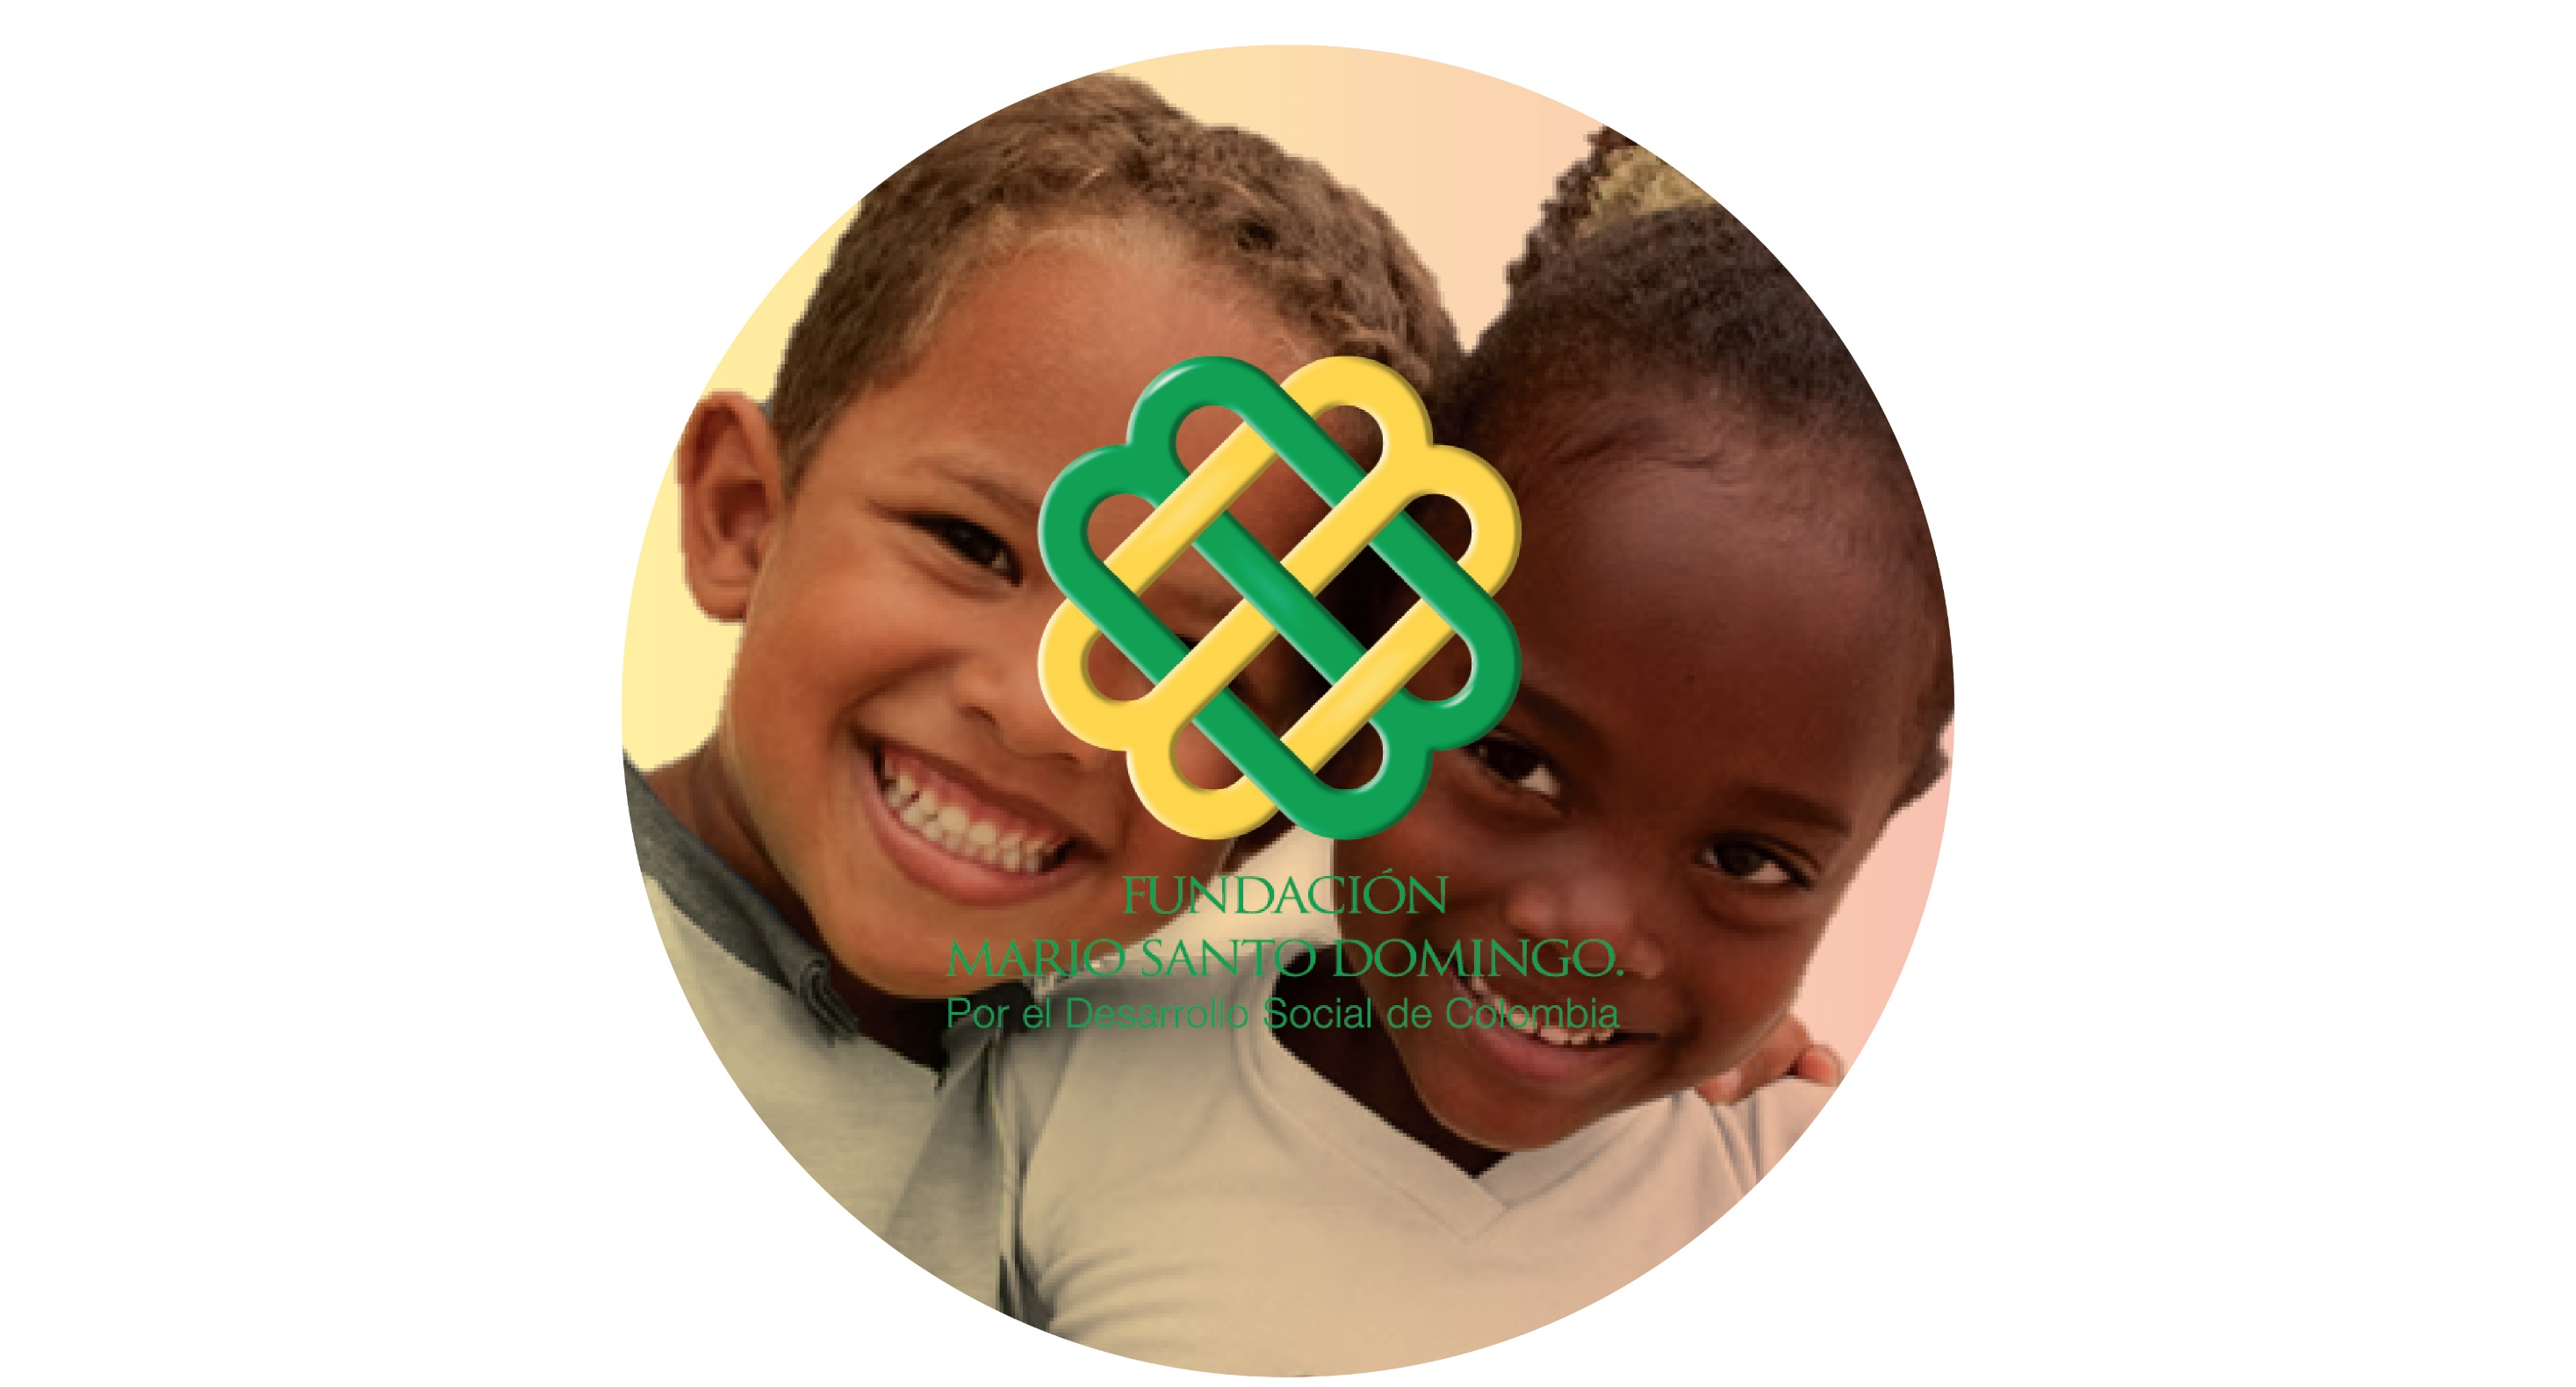 FUNDACIÓN
MARIO SANTO DOMINGO.
Por el Desarrollo Social de Colombia